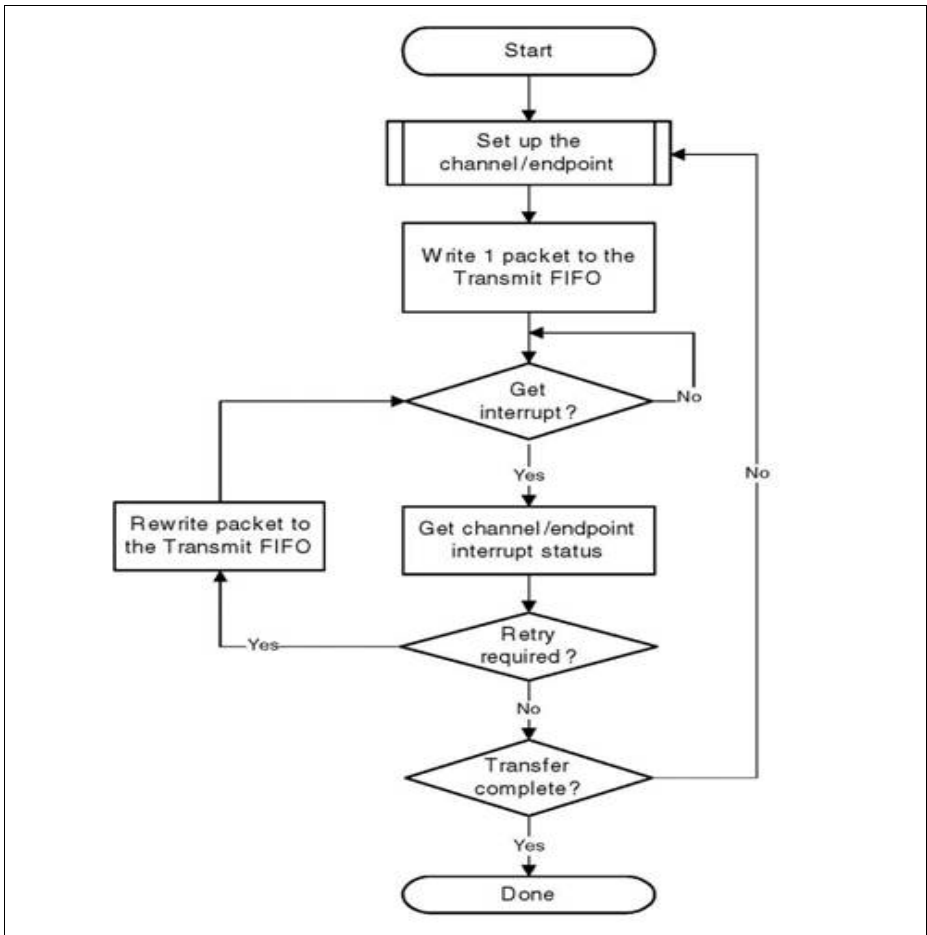 Start
Set up the
channel/endpoint
Write 1 packet to the
Transmit FIFO
Get
interrupt?
No
Yes
No
Rewrite packet to
the Transmit FIFO
Get channel/endpoint
interrupt status
Retry
required?
Yes
No
Transfer
complete?
Yes
Done